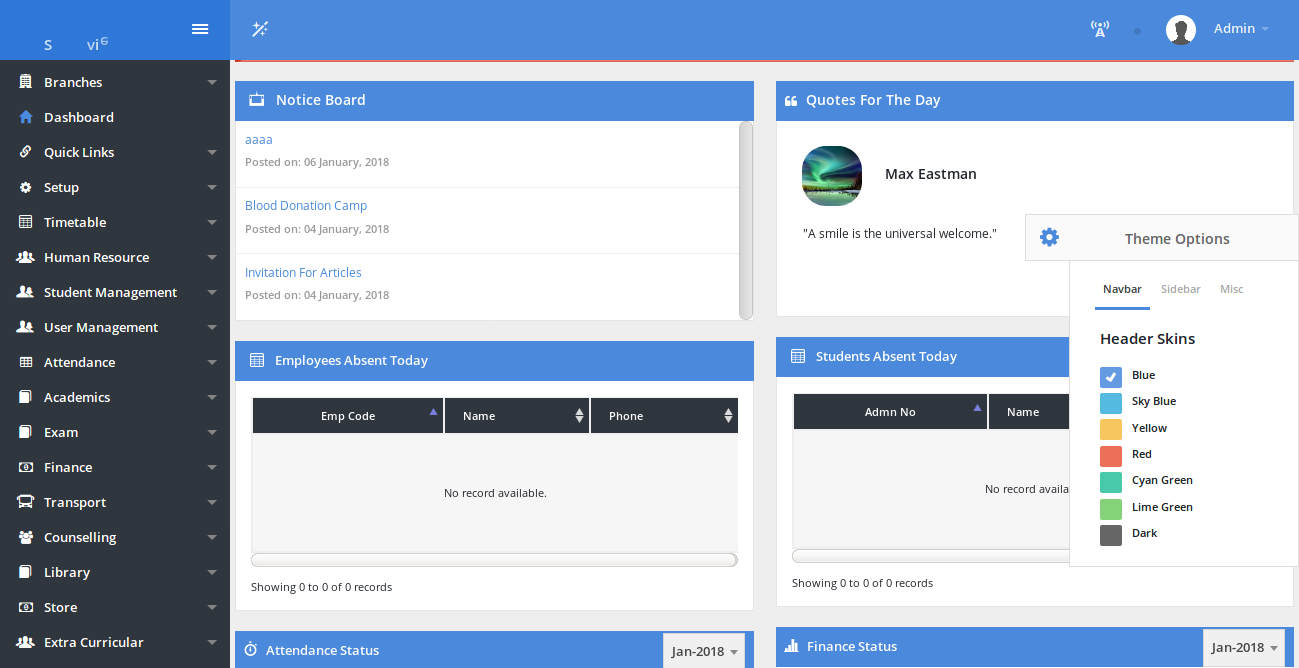 Admin
Branches
Dashboard
Quick Links
Setup
Timetable
Human Resource
Student Management
User Management
Attendance
Academics
Exam
Finance
Transport
Counselling
Library
Store
Extra Curricular
Notice Board
aaaa
Posted on: 06 January, 2018
Blood Donation Camp
Posted on: 04 January, 2018
Invitation For Articles
Posted on: 04 January, 2018
Quotes For The Day
Max Eastman
"A smile is the universal welcome."
Theme Options
Navbar Sidebar Misc
Header Skins
Blue
Sky Blue
Yellow
Red
Cyan Green
Lime Green
Dark
Employees Absent Today
Emp Code Name Phone
No record available.
Showing 0 to 0 of 0 records
Students Absent Today
Admn No Name
No record availa
Showing 0 to 0 of 0 records
Attendance Status Jan-2018
Finance Status Jan-2018